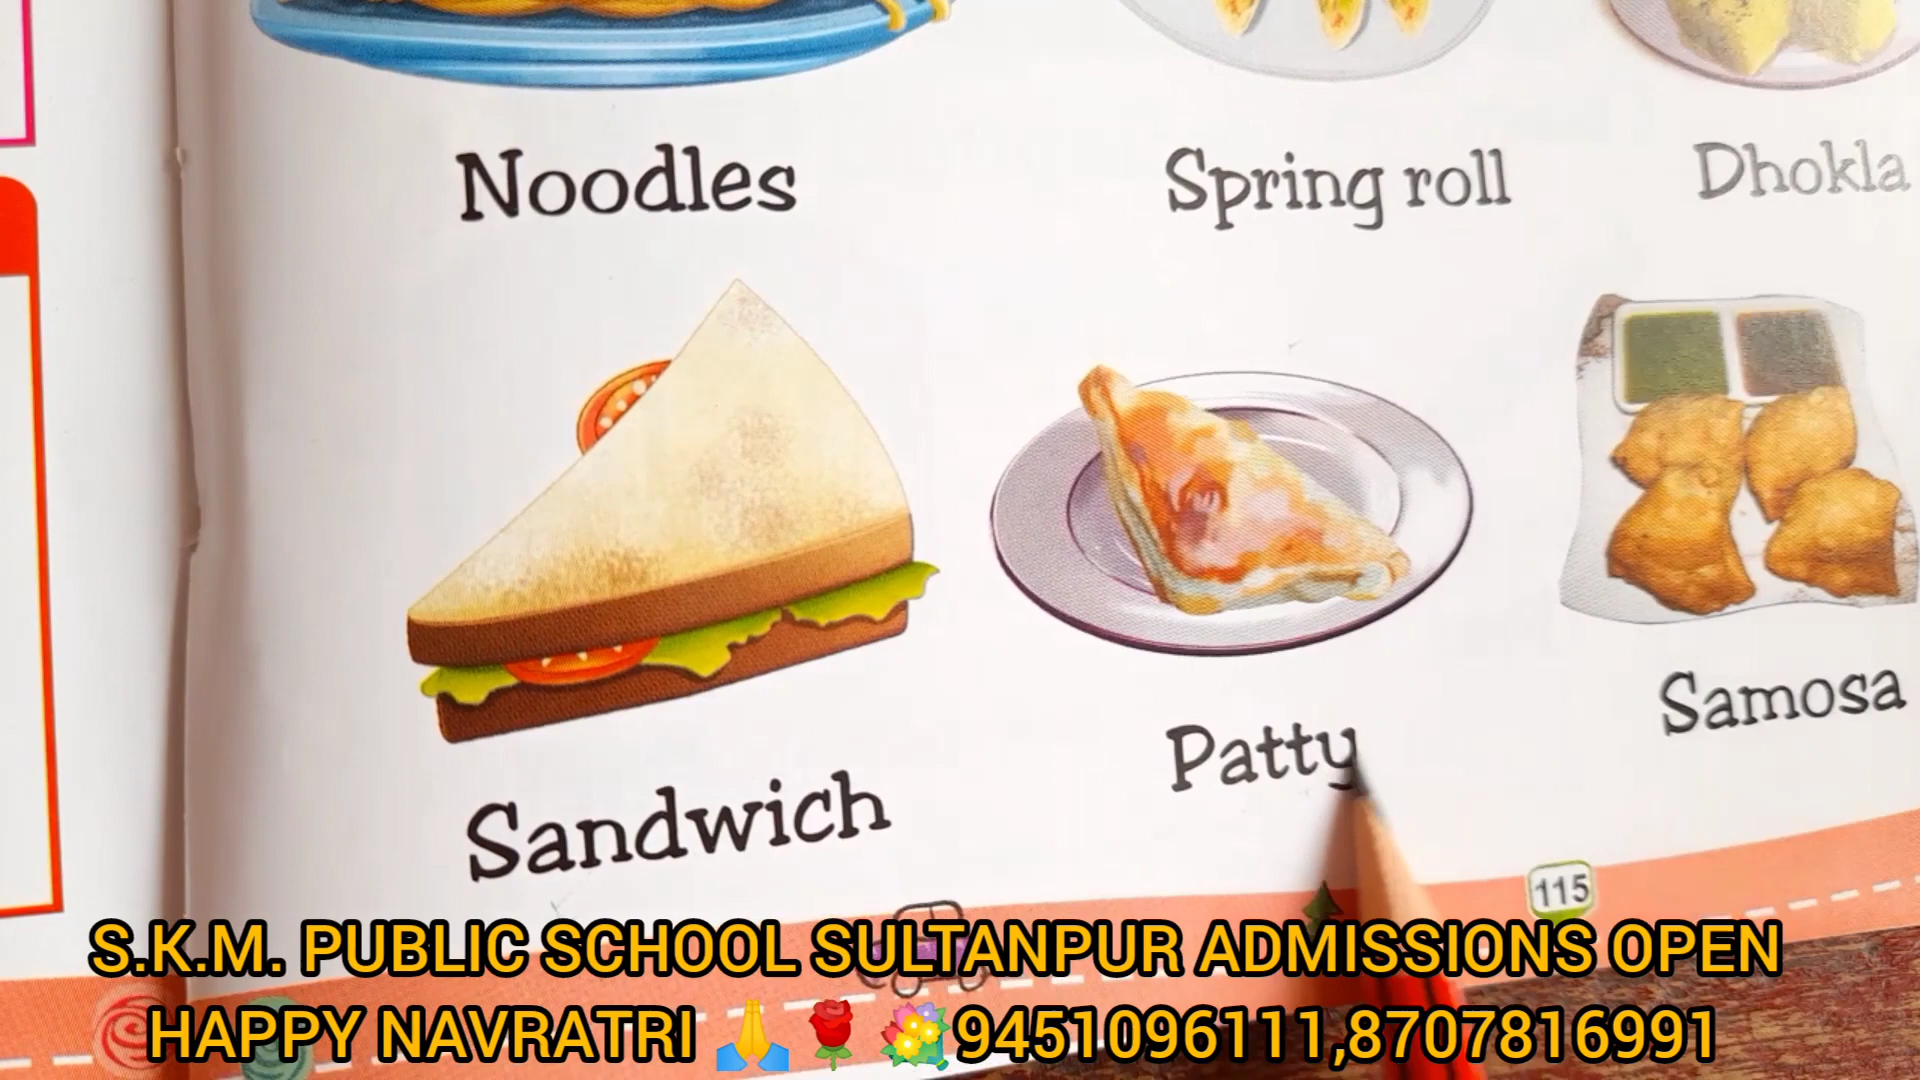 Noodles
Spring roll
Dhokla
Sandwich
Patty
Samosa
115
S.K.M. PUBLIC SCHOOL SULTANPUR ADMISSIONS OPEN
HAPPY NAVRATRI 🙏🌹💐9451096111,8707816991